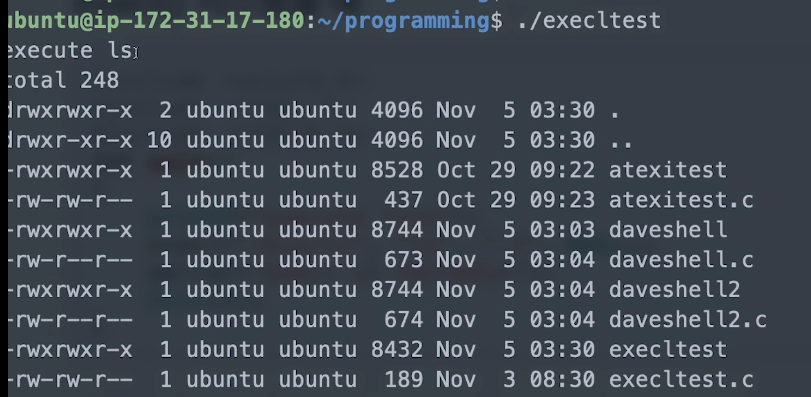 ubuntu@ip-172-31-17-180:~/programming$ ./execltest
execute ls
total 248
drwxrwxr-x  2 ubuntu ubuntu 4096 Nov  5 03:30 .
drwxr-xr-x 10 ubuntu ubuntu 4096 Nov  5 03:30 ..
-rwxrwxr-x  1 ubuntu ubuntu 8528 Oct 29 09:22 atexitest
-rw-rw-r--  1 ubuntu ubuntu  437 Oct 29 09:23 atexitest.c
-rwxrwxr-x  1 ubuntu ubuntu 8744 Nov  5 03:03 daveshell
-rw-r--r--  1 ubuntu ubuntu  673 Nov  5 03:04 daveshell.c
-rwxrwxr-x  1 ubuntu ubuntu 8744 Nov  5 03:04 daveshell2
-rw-r--r--  1 ubuntu ubuntu  674 Nov  5 03:04 daveshell2.c
-rwxrwxr-x  1 ubuntu ubuntu 8432 Nov  5 03:30 execltest
-rw-rw-r--  1 ubuntu ubuntu  189 Nov  3 08:30 execltest.c